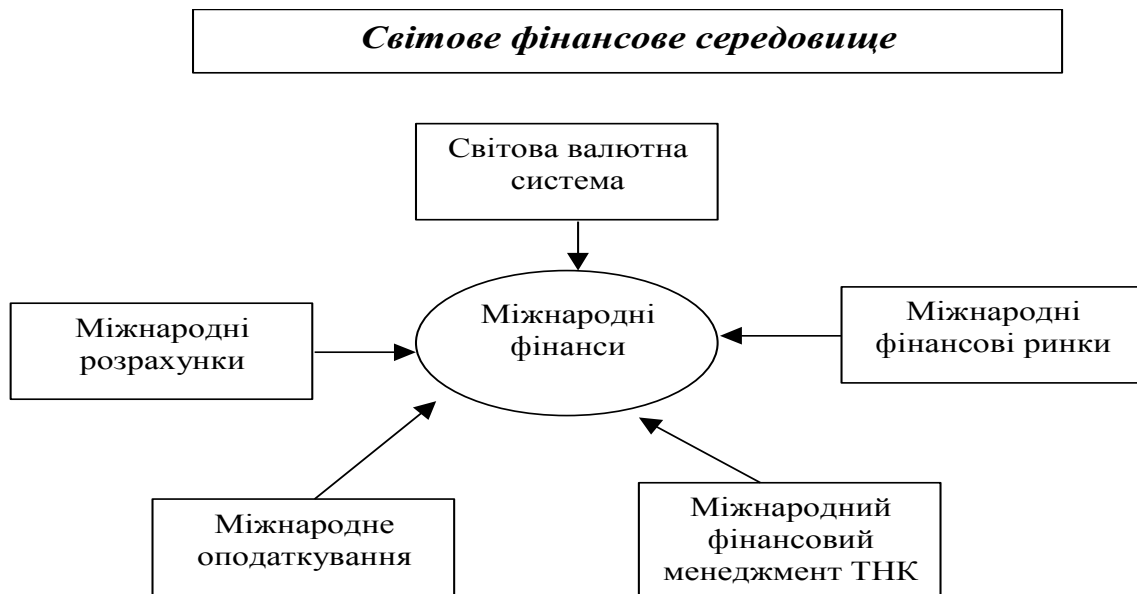 Світове фінансове середовище
Світова валютна
система
Міжнародні
розрахунки
Міжнародні
фінанси
Міжнародні
фінансові ринки
Міжнародне
оподаткування
Міжнародний
фінансовий
менеджмент ТНК